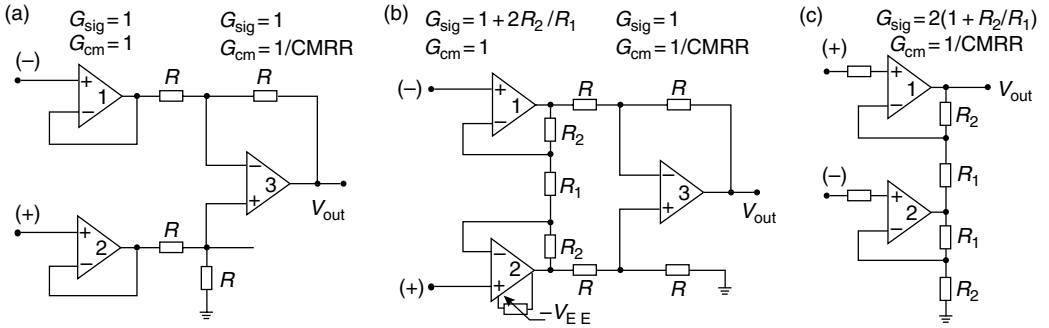 (a)
G_sig = 1
G_cm = 1
G_sig = 1
G_cm = 1/CMRR
(−)
+
−
1
R
R
−
+
3
V_out
(+)
+
−
2
R
R
(b)
G_sig = 1 + 2R_2/R_1
G_cm = 1
G_sig = 1
G_cm = 1/CMRR
(−)
+
−
1
R
R
R_2
R_1
−
+
3
V_out
R_2
(+)
−
+
2
R
R
−V_E E
(c)
G_sig = 2(1 + R_2/R_1)
G_cm = 1/CMRR
(+)
+
−
1
V_out
R_2
R_1
(−)
+
−
2
R_1
R_2